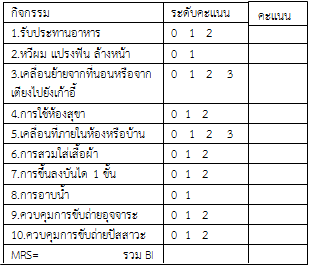 กิจกรรม ระดับคะแนน คะแนน
1.รับประทานอาหาร 0 1 2
2.หวีผม แปรงฟัน ล้างหน้า 0 1
3.เคลื่อนย้ายจากที่นอนหรือจาก 0 1 2 3
เตียงไปยังเก้าอี้
4.การใช้ห้องสุขา 0 1 2
5.เคลื่อนที่ภายในห้องหรือบ้าน 0 1 2 3
6.การสวมใส่เสื้อผ้า 0 1 2
7.การขึ้นลงบันได 1 ชั้น 0 1 2
8.การอาบน้ำ 0 1
9.ควบคุมการขับถ่ายอุจจาระ 0 1 2
10.ควบคุมการขับถ่ายปัสสาวะ 0 1 2
MRS= รวม BI